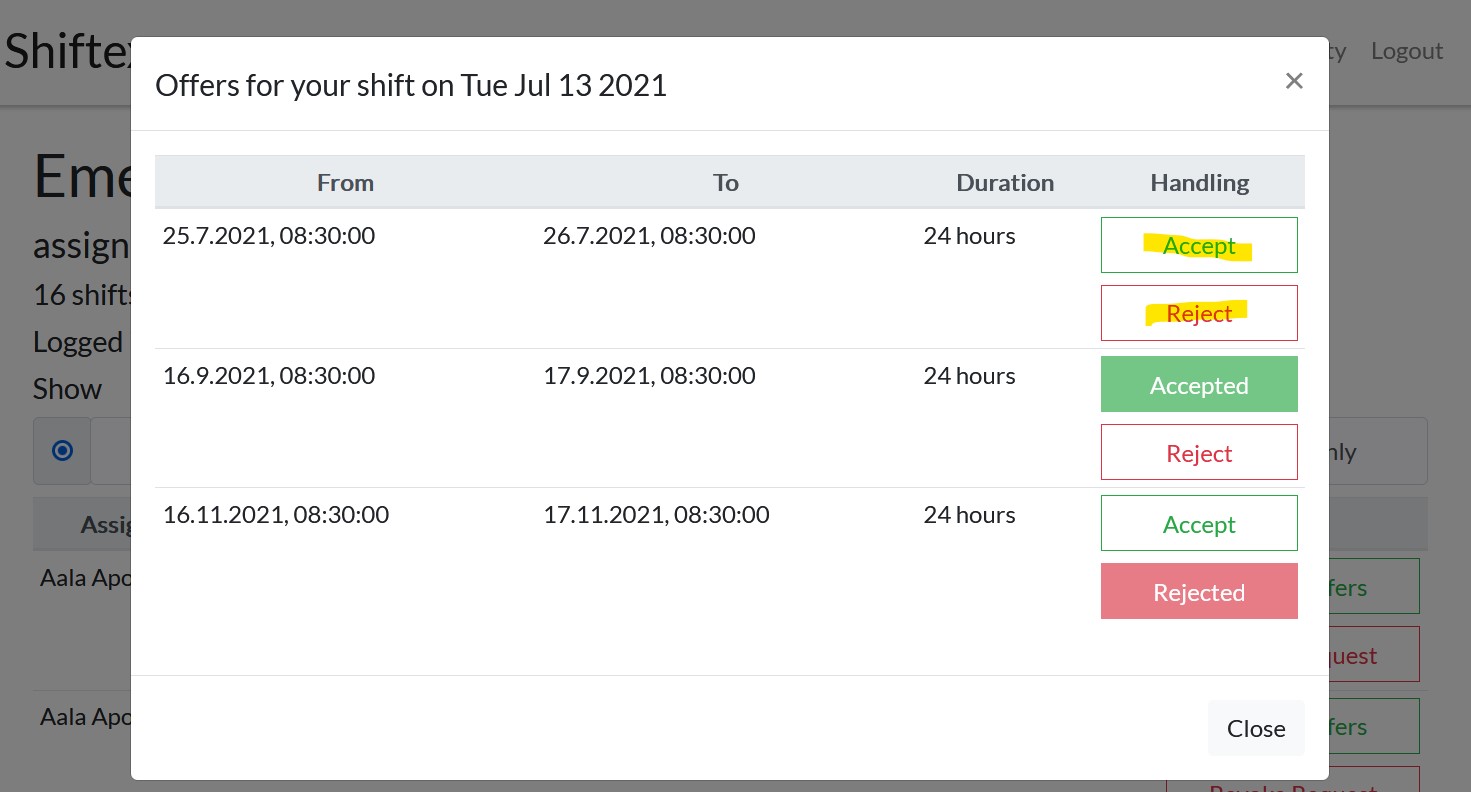 Shiftex
ty Logout
Offers for your shift on Tue Jul 13 2021 ×
Eme
assign
16 shifts
Logged
Show
nly
Assig
Aala Apo
fers
quest
Aala Apo
fers
Revoke Request
From To Duration Handling
25.7.2021, 08:30:00 26.7.2021, 08:30:00 24 hours Accept
Reject
16.9.2021, 08:30:00 17.9.2021, 08:30:00 24 hours Accepted
Reject
16.11.2021, 08:30:00 17.11.2021, 08:30:00 24 hours Accept
Rejected
Close